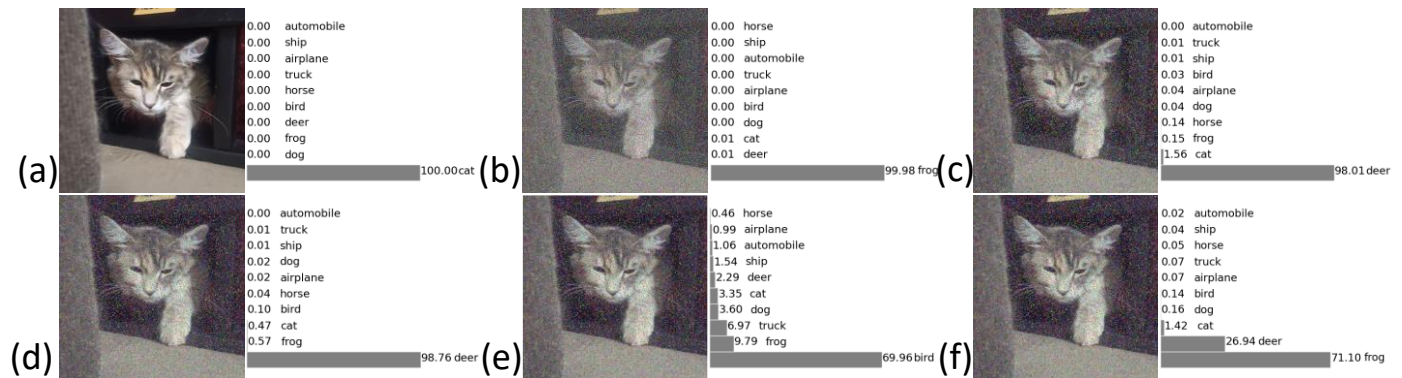 (a)
0.00 automobile
0.00 ship
0.00 airplane
0.00 truck
0.00 horse
0.00 bird
0.00 deer
0.00 frog
0.00 dog
100.00 cat
(b)
0.00 horse
0.00 ship
0.00 automobile
0.00 truck
0.00 airplane
0.00 bird
0.00 dog
0.01 cat
0.01 deer
99.98 frog
(c)
0.00 automobile
0.01 truck
0.01 ship
0.03 bird
0.04 airplane
0.04 dog
0.14 horse
0.15 frog
1.56 cat
98.01 deer
(d)
0.00 automobile
0.01 truck
0.01 ship
0.02 dog
0.02 airplane
0.04 horse
0.10 bird
0.47 cat
0.57 frog
98.76 deer
(e)
0.46 horse
0.99 airplane
1.06 automobile
1.54 ship
2.29 deer
3.35 cat
3.60 dog
6.97 truck
9.79 frog
69.96 bird
(f)
0.02 automobile
0.04 ship
0.05 horse
0.07 truck
0.07 airplane
0.14 bird
0.16 dog
1.42 cat
26.94 deer
71.10 frog